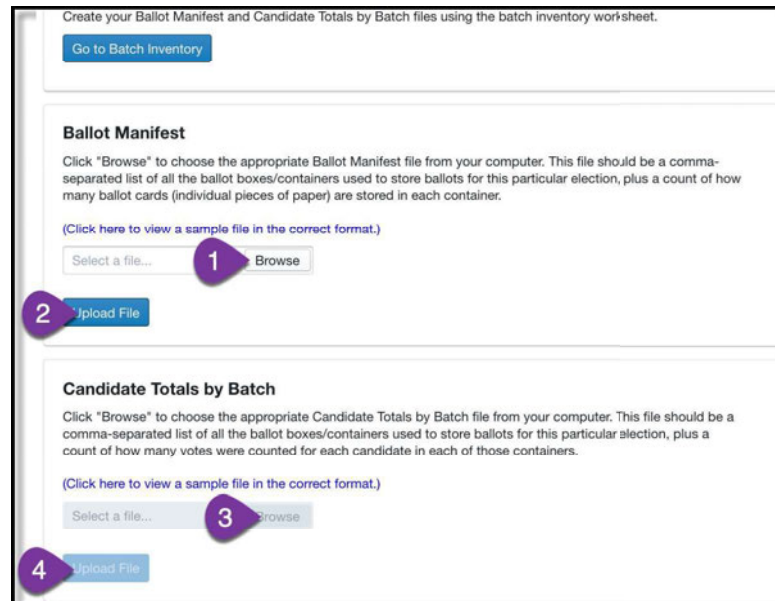 Create your Ballot Manifest and Candidate Totals by Batch files using the batch inventory worksheet.
Go to Batch Inventory
Ballot Manifest
Click "Browse" to choose the appropriate Ballot Manifest file from your computer. This file should be a comma-
separated list of all the ballot boxes/containers used to store ballots for this particular election, plus a count of how
many ballot cards (individual pieces of paper) are stored in each container.
(Click here to view a sample file in the correct format.)
Select a file... 1 Browse
2 Upload File
Candidate Totals by Batch
Click "Browse" to choose the appropriate Candidate Totals by Batch file from your computer. This file should be a
comma-separated list of all the ballot boxes/containers used to store ballots for this particular election, plus a
count of how many votes were counted for each candidate in each of those containers.
(Click here to view a sample file in the correct format.)
Select a file... 3 Browse
4 Upload File